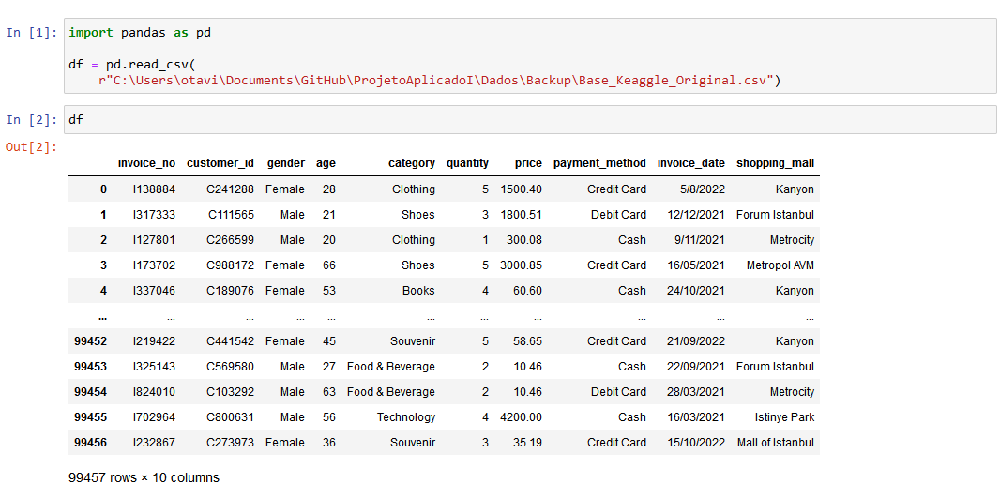 In [1]: import pandas as pd
df = pd.read_csv(
r"C:\Users\otavi\Documents\GitHub\ProjetoAplicadoI\Dados\Backup\Base_Keaggle_Original.csv")
In [2]: df
Out[2]:
invoice_no customer_id gender age category quantity price payment_method invoice_date shopping_mall
0 I138884 C241288 Female 28 Clothing 5 1500.40 Credit Card 5/8/2022 Kanyon
1 I317333 C111565 Male 21 Shoes 3 1800.51 Debit Card 12/12/2021 Forum Istanbul
2 I127801 C266599 Male 20 Clothing 1 300.08 Cash 9/11/2021 Metrocity
3 I173702 C988172 Female 66 Shoes 5 3000.85 Credit Card 16/05/2021 Metropol AVM
4 I337046 C189076 Female 53 Books 4 60.60 Cash 24/10/2021 Kanyon
... ... ... ... ... ... ... ... ... ... ...
99452 I219422 C441542 Female 45 Souvenir 5 58.65 Credit Card 21/09/2022 Kanyon
99453 I325143 C569580 Male 27 Food & Beverage 2 10.46 Cash 22/09/2021 Forum Istanbul
99454 I824010 C103292 Male 63 Food & Beverage 2 10.46 Debit Card 28/03/2021 Metrocity
99455 I702964 C800631 Male 56 Technology 4 4200.00 Cash 16/03/2021 Istinye Park
99456 I232867 C273973 Female 36 Souvenir 3 35.19 Credit Card 15/10/2022 Mall of Istanbul
99457 rows × 10 columns